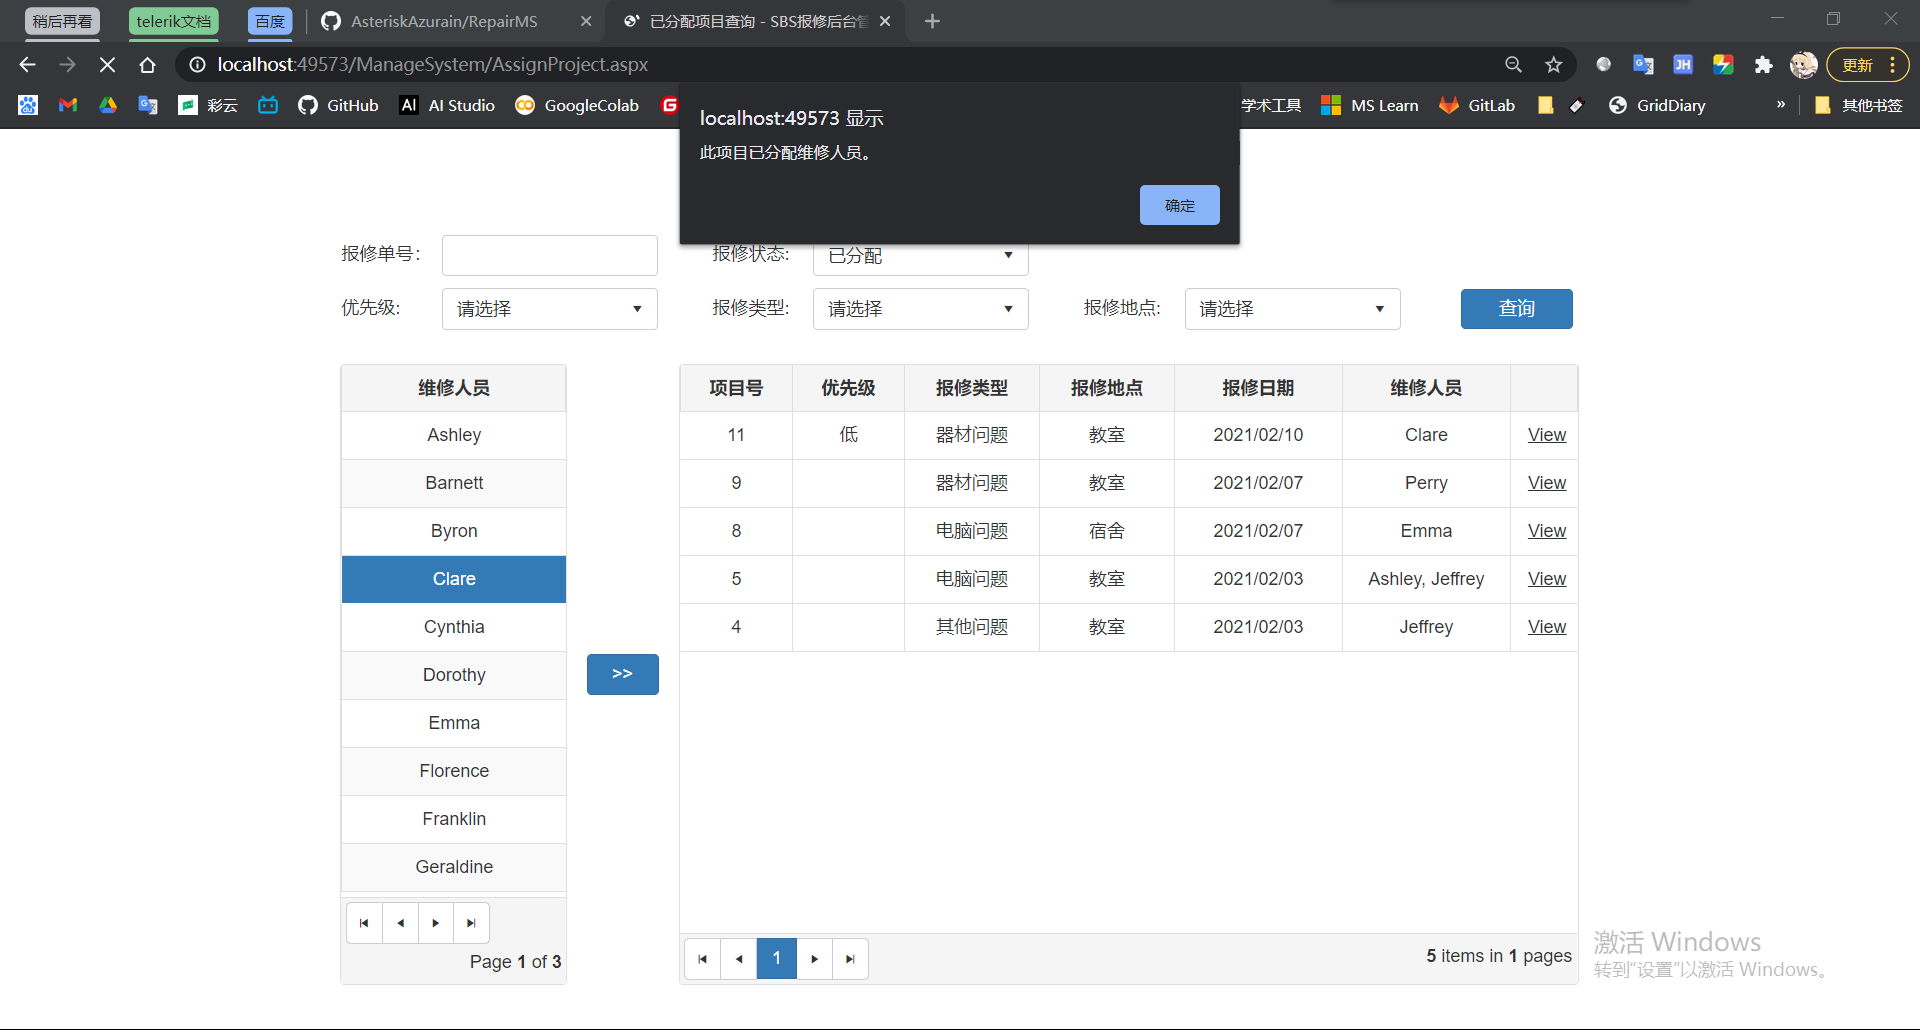 稍后再看
telerik文档
百度
AsteriskAzurain/RepairMS
已分配项目查询 - SBS报修后台管
localhost:49573/ManageSystem/AssignProject.aspx
更新
彩云
GitHub
AI Studio
GoogleColab
学术工具
MS Learn
GitLab
GridDiary
»
其他书签
localhost:49573 显示
此项目已分配维修人员。
确定
报修单号:
报修状态:
已分配
优先级:
请选择
报修类型:
请选择
报修地点:
请选择
查询
维修人员
Ashley
Barnett
Byron
Clare
Cynthia
Dorothy
Emma
Florence
Franklin
Geraldine
Page 1 of 3
>>
项目号 优先级 报修类型 报修地点 报修日期 维修人员
11 低 器材问题 教室 2021/02/10 Clare View
9 器材问题 教室 2021/02/07 Perry View
8 电脑问题 宿舍 2021/02/07 Emma View
5 电脑问题 教室 2021/02/03 Ashley, Jeffrey View
4 其他问题 教室 2021/02/03 Jeffrey View
1
5 items in 1 pages
激活 Windows
转到"设置"以激活 Windows。